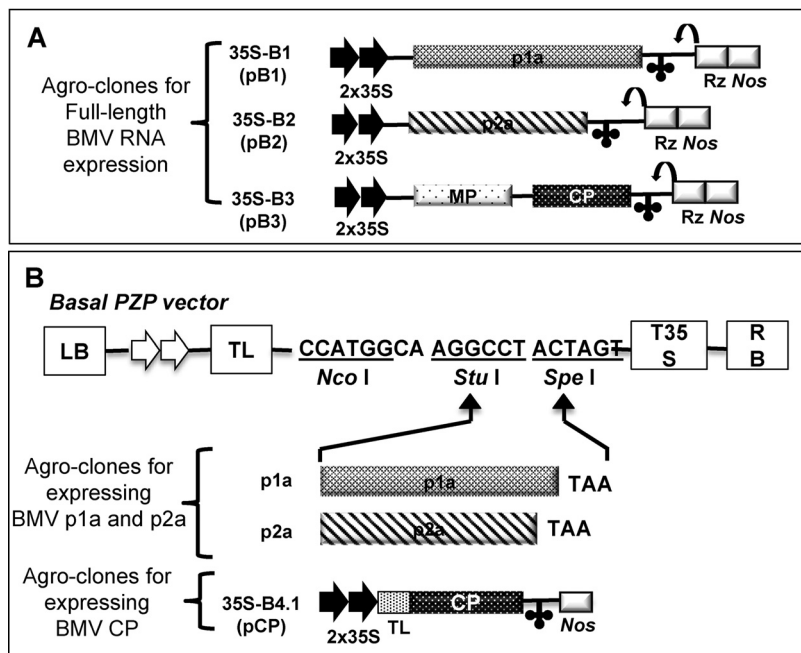 A
Agro-clones for
Full-length
BMV RNA
expression
35S-B1
(pB1)
2x35S
p1a
Rz Nos
35S-B2
(pB2)
2x35S
p2a
Rz Nos
35S-B3
(pB3)
2x35S
MP
CP
Rz Nos
B
Basal PZP vector
LB
TL
CCATGGCA AGGCCT ACTAGT
T35
S
R
B
Nco I
Stu I
Spe I
Agro-clones for
expressing
BMV p1a and p2a
p1a
p1a
TAA
p2a
p2a
TAA
Agro-clones for
expressing
BMV CP
35S-B4.1
(pCP)
2x35S
TL
CP
Nos